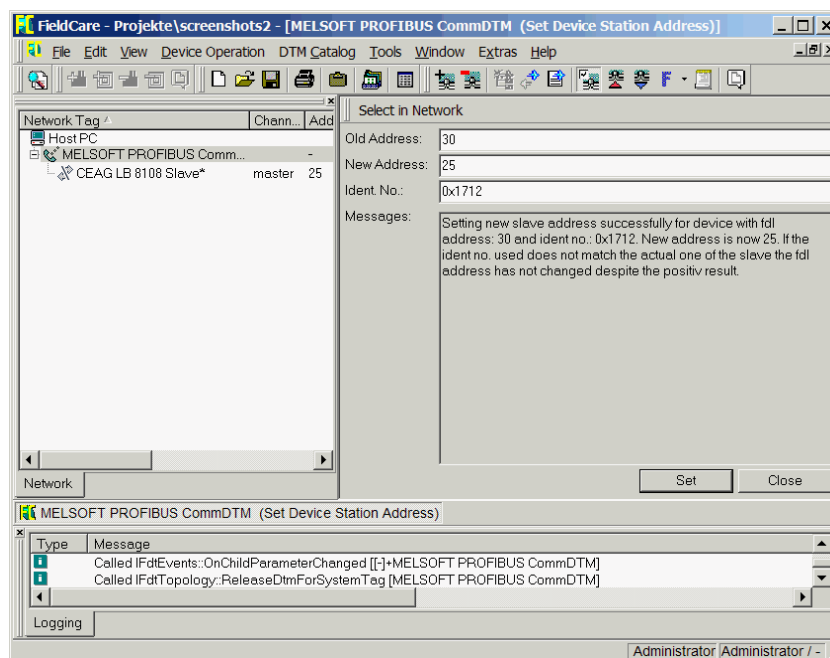 FieldCare - Projekte\screenshots2 - [MELSOFT PROFIBUS CommDTM (Set Device Station Address)]
File Edit View Device Operation DTM Catalog Tools Window Extras Help
Network Tag Chann... Add
Host PC
MELSOFT PROFIBUS Comm... -
CEAG LB 8108 Slave* master 25
Network
Select in Network
Old Address: 30
New Address: 25
Ident. No.: 0x1712
Messages:
Setting new slave address successfully for device with fdl
address: 30 and ident no.: 0x1712. New address is now 25. If the
ident no. used does not match the actual one of the slave the fdl
address has not changed despite the positiv result.
Set Close
MELSOFT PROFIBUS CommDTM (Set Device Station Address)
Type Message
Called IFdtEvents::OnChildParameterChanged [[-]+MELSOFT PROFIBUS CommDTM]
Called IFdtTopology::ReleaseDtmForSystemTag [MELSOFT PROFIBUS CommDTM]
Logging
Administrator Administrator / -